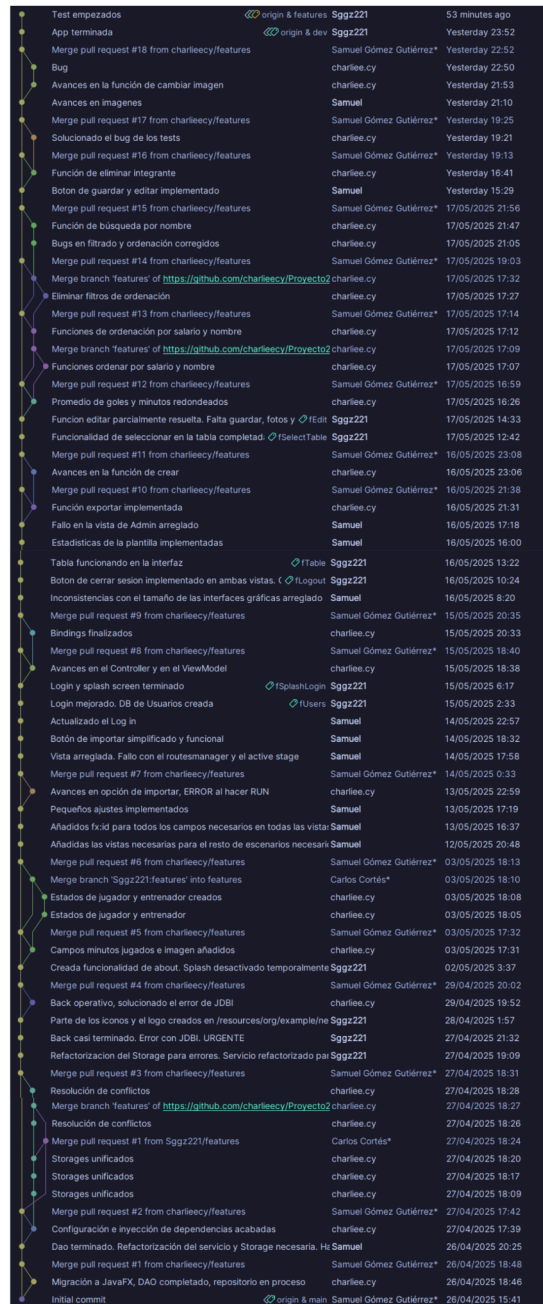 Test empezados origin & features Sggz221 53 minutes ago
App terminada origin & dev Sggz221 Yesterday 23:52
Merge pull request #18 from charlieecy/features Samuel Gómez Gutiérrez* Yesterday 22:52
Bug charliee.cy Yesterday 22:50
Avances en la función de cambiar imagen charliee.cy Yesterday 21:53
Avances en imagenes Samuel Yesterday 21:10
Merge pull request #17 from charlieecy/features Samuel Gómez Gutiérrez* Yesterday 19:25
Solucionado el bug de los tests charliee.cy Yesterday 19:21
Merge pull request #16 from charlieecy/features Samuel Gómez Gutiérrez* Yesterday 19:13
Función de eliminar integrante charliee.cy Yesterday 16:41
Boton de guardar y editar implementado Samuel Yesterday 15:29
Merge pull request #15 from charlieecy/features Samuel Gómez Gutiérrez* 17/05/2025 21:56
Función de búsqueda por nombre charliee.cy 17/05/2025 21:47
Bugs en filtrado y ordenación corregidos charliee.cy 17/05/2025 21:05
Merge pull request #14 from charlieecy/features Samuel Gómez Gutiérrez* 17/05/2025 19:03
Merge branch 'features' of https://github.com/charlieecy/Proyecto2 charliee.cy 17/05/2025 17:32
Eliminar filtros de ordenación charliee.cy 17/05/2025 17:27
Merge pull request #13 from charlieecy/features Samuel Gómez Gutiérrez* 17/05/2025 17:14
Funciones de ordenación por salario y nombre charliee.cy 17/05/2025 17:12
Merge branch 'features' of https://github.com/charlieecy/Proyecto2 charliee.cy 17/05/2025 17:09
Funciones ordenar por salario y nombre charliee.cy 17/05/2025 17:07
Merge pull request #12 from charlieecy/features Samuel Gómez Gutiérrez* 17/05/2025 16:59
Promedio de goles y minutos redondeados charliee.cy 17/05/2025 16:26
Funcion editar parcialmente resuelta. Falta guardar, fotos y fEdit Sggz221 17/05/2025 14:33
Funcionalidad de seleccionar en la tabla completada fSelectTable Sggz221 17/05/2025 12:42
Merge pull request #11 from charlieecy/features Samuel Gómez Gutiérrez* 16/05/2025 23:08
Avances en la función de crear charliee.cy 16/05/2025 23:06
Merge pull request #10 from charlieecy/features Samuel Gómez Gutiérrez* 16/05/2025 21:38
Función exportar implementada charliee.cy 16/05/2025 21:31
Fallo en la vista de Admin arreglado Samuel 16/05/2025 17:18
Estadisticas de la plantilla implementadas Samuel 16/05/2025 16:00
Tabla funcionando en la interfaz fTable Sggz221 16/05/2025 13:22
Boton de cerrar sesion implementado en ambas vistas. ( fLogout Sggz221 16/05/2025 10:24
Inconsistencias con el tamaño de las interfaces gráficas arreglado Samuel 16/05/2025 8:20
Merge pull request #9 from charlieecy/features Samuel Gómez Gutiérrez* 15/05/2025 20:35
Bindings finalizados charliee.cy 15/05/2025 20:33
Merge pull request #8 from charlieecy/features Samuel Gómez Gutiérrez* 15/05/2025 18:40
Avances en el Controller y en el ViewModel charliee.cy 15/05/2025 18:38
Login y splash screen terminado fSplashLogin Sggz221 15/05/2025 6:17
Login mejorado. DB de Usuarios creada fUsers Sggz221 15/05/2025 2:33
Actualizado el Log in Samuel 14/05/2025 22:57
Botón de importar simplificado y funcional Samuel 14/05/2025 18:32
Vista arreglada. Fallo con el routesmanager y el active stage Samuel 14/05/2025 17:58
Merge pull request #7 from charlieecy/features Samuel Gómez Gutiérrez* 14/05/2025 0:33
Avances en opción de importar, ERROR al hacer RUN charliee.cy 13/05/2025 22:59
Pequeños ajustes implementados Samuel 13/05/2025 17:19
Añadidos fx:id para todos los campos necesarios en todas las vistas Samuel 13/05/2025 16:37
Añadidas las vistas necesarias para el resto de escenarios necesari Samuel 12/05/2025 20:48
Merge pull request #6 from charlieecy/features Samuel Gómez Gutiérrez* 03/05/2025 18:13
Merge branch 'Sggz221:features' into features Carlos Cortés* 03/05/2025 18:10
Estados de jugador y entrenador creados charliee.cy 03/05/2025 18:08
Estados de jugador y entrenador charliee.cy 03/05/2025 18:05
Merge pull request #5 from charlieecy/features Samuel Gómez Gutiérrez* 03/05/2025 17:32
Campos minutos jugados e imagen añadidos charliee.cy 03/05/2025 17:31
Creada funcionalidad de about. Splash desactivado temporalmente Sggz221 02/05/2025 3:37
Merge pull request #4 from charlieecy/features Samuel Gómez Gutiérrez* 29/04/2025 20:02
Back operativo, solucionado el error de JDBI charliee.cy 29/04/2025 19:52
Parte de los iconos y el logo creados en /resources/org/example/ne Sggz221 28/04/2025 1:57
Back casi terminado. Error con JDBI. URGENTE Sggz221 27/04/2025 21:32
Refactorizacion del Storage para errores. Servicio refactorizado par Sggz221 27/04/2025 19:09
Merge pull request #3 from charlieecy/features Samuel Gómez Gutiérrez* 27/04/2025 18:31
Resolución de conflictos charliee.cy 27/04/2025 18:28
Merge branch 'features' of https://github.com/charlieecy/Proyecto2 charliee.cy 27/04/2025 18:27
Resolución de conflictos charliee.cy 27/04/2025 18:26
Merge pull request #1 from Sggz221/features Carlos Cortés* 27/04/2025 18:24
Storages unificados charliee.cy 27/04/2025 18:20
Storages unificados charliee.cy 27/04/2025 18:17
Storages unificados charliee.cy 27/04/2025 18:09
Merge pull request #2 from charlieecy/features Samuel Gómez Gutiérrez* 27/04/2025 17:42
Configuración e inyección de dependencias acabadas charliee.cy 27/04/2025 17:39
Dao terminado. Refactorización del servicio y Storage necesaria. Ha Samuel 26/04/2025 20:25
Merge pull request #1 from charlieecy/features Samuel Gómez Gutiérrez* 26/04/2025 18:48
Migración a JavaFX, DAO completado, repositorio en proceso charliee.cy 26/04/2025 18:46
Initial commit origin & main Samuel Gómez Gutiérrez* 26/04/2025 15:41